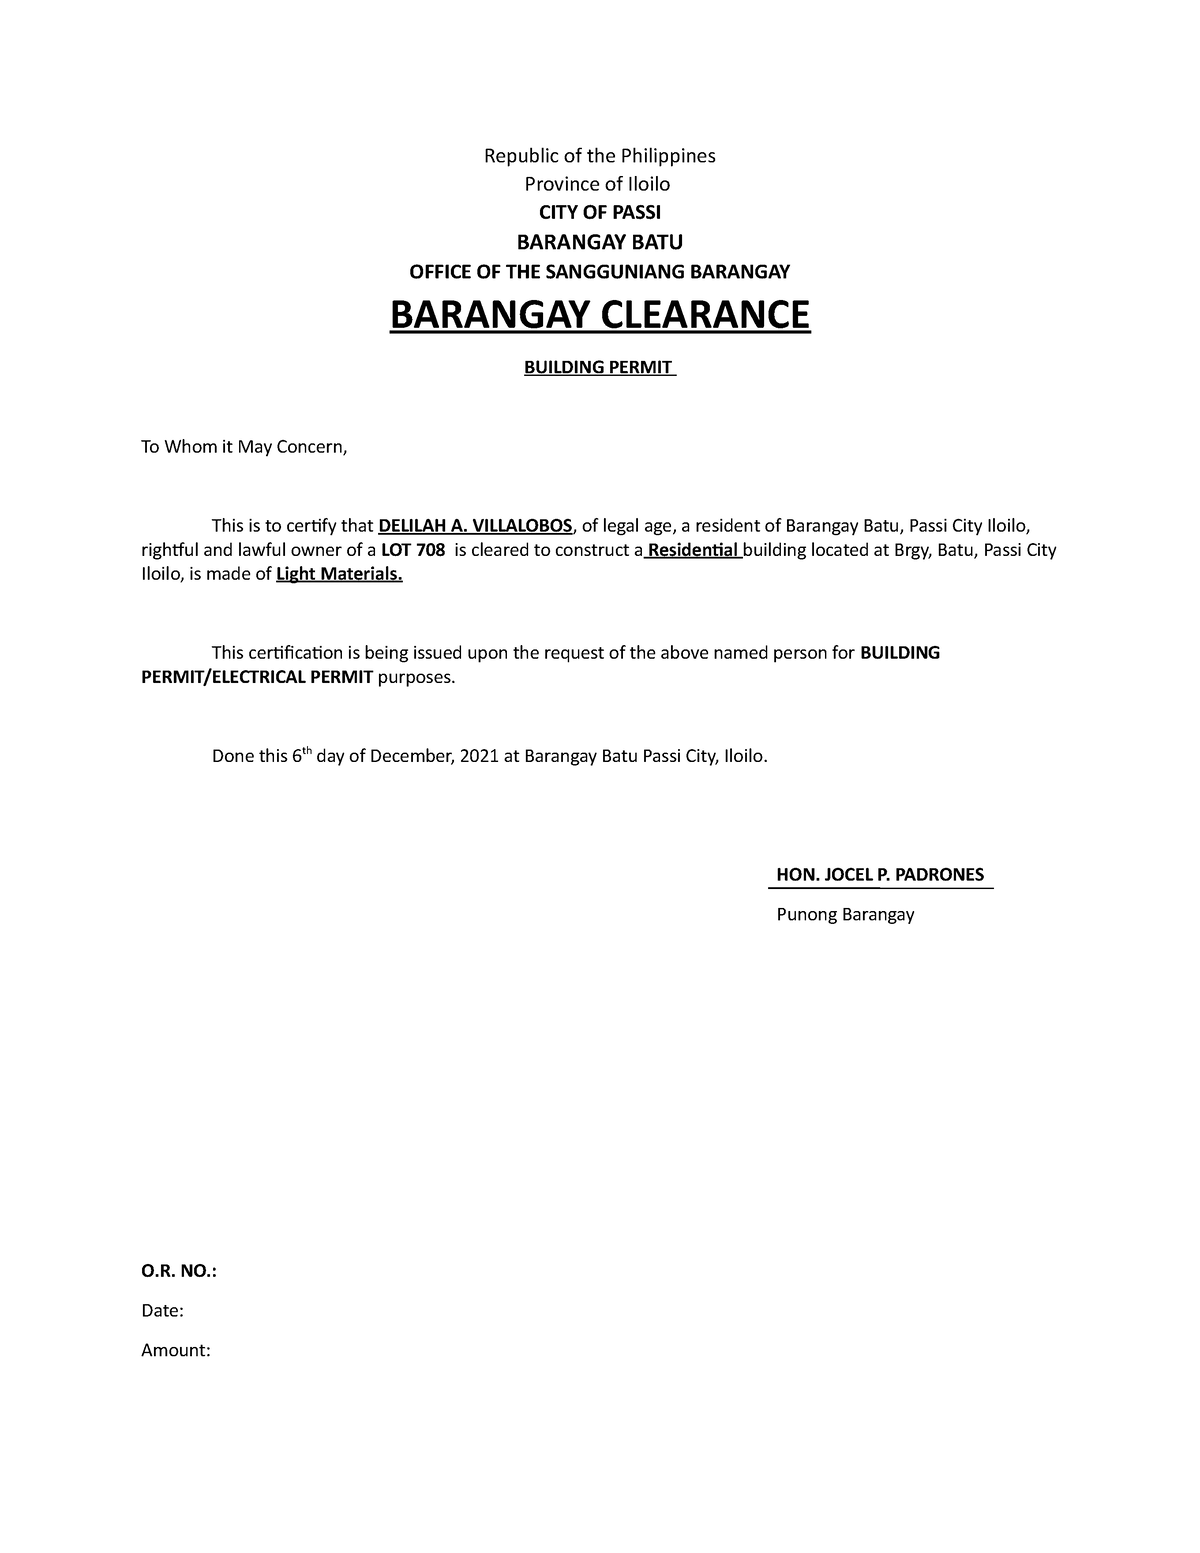 Republic of the Philippines
Province of Iloilo
CITY OF PASSI
BARANGAY BATU
OFFICE OF THE SANGGUNIANG BARANGAY
BARANGAY CLEARANCE
BUILDING PERMIT
To Whom it May Concern,
This is to certify that DELILAH A. VILLALOBOS, of legal age, a resident of Barangay Batu, Passi City Iloilo,
rightful and lawful owner of a LOT 708 is cleared to construct a Residential building located at Brgy, Batu, Passi City
Iloilo, is made of Light Materials.
This certification is being issued upon the request of the above named person for BUILDING
PERMIT/ELECTRICAL PERMIT purposes.
Done this 6th day of December, 2021 at Barangay Batu Passi City, Iloilo.
HON. JOCEL P. PADRONES
Punong Barangay
O.R. NO.:
Date:
Amount: